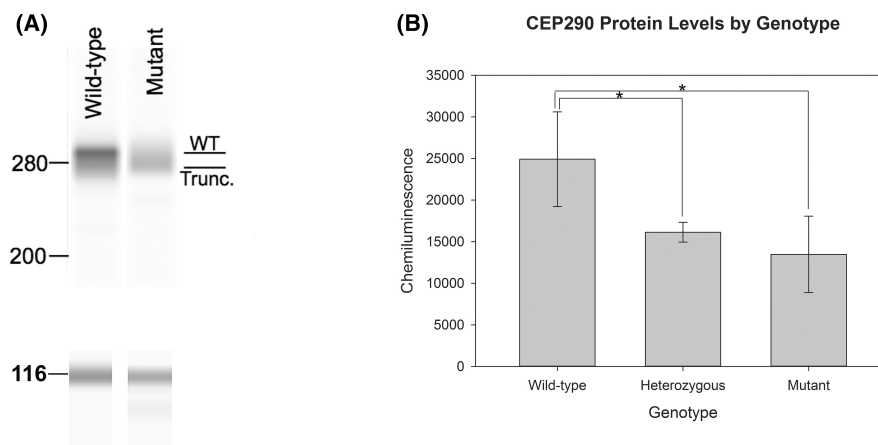 (A)
Wild-type
Mutant
280
WT
Trunc.
200
116
(B)
CEP290 Protein Levels by Genotype
35000
30000
25000
20000
15000
10000
5000
0
Chemiluminescence
*
*
Wild-type Heterozygous Mutant
Genotype